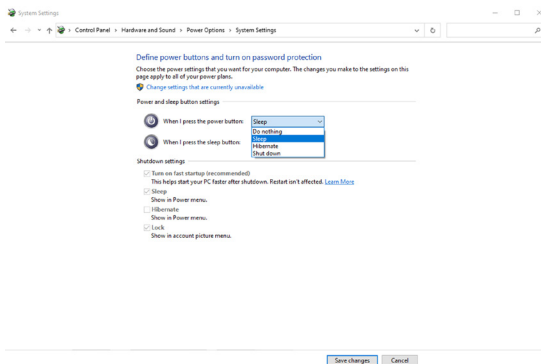 System Settings
Control Panel > Hardware and Sound > Power Options > System Settings
Define power buttons and turn on password protection
Choose the power settings that you want for your computer. The changes you make to the settings on this
page apply to all of your power plans.
Change settings that are currently unavailable
Power and sleep button settings
When I press the power button: Sleep
Do nothing
Sleep
Hibernate
Shut down
When I press the sleep button:
Shutdown settings
Turn on fast startup (recommended)
This helps start your PC faster after shutdown. Restart isn't affected. Learn More
Sleep
Show in Power menu.
Hibernate
Show in Power menu.
Lock
Show in account picture menu.
Save changes Cancel